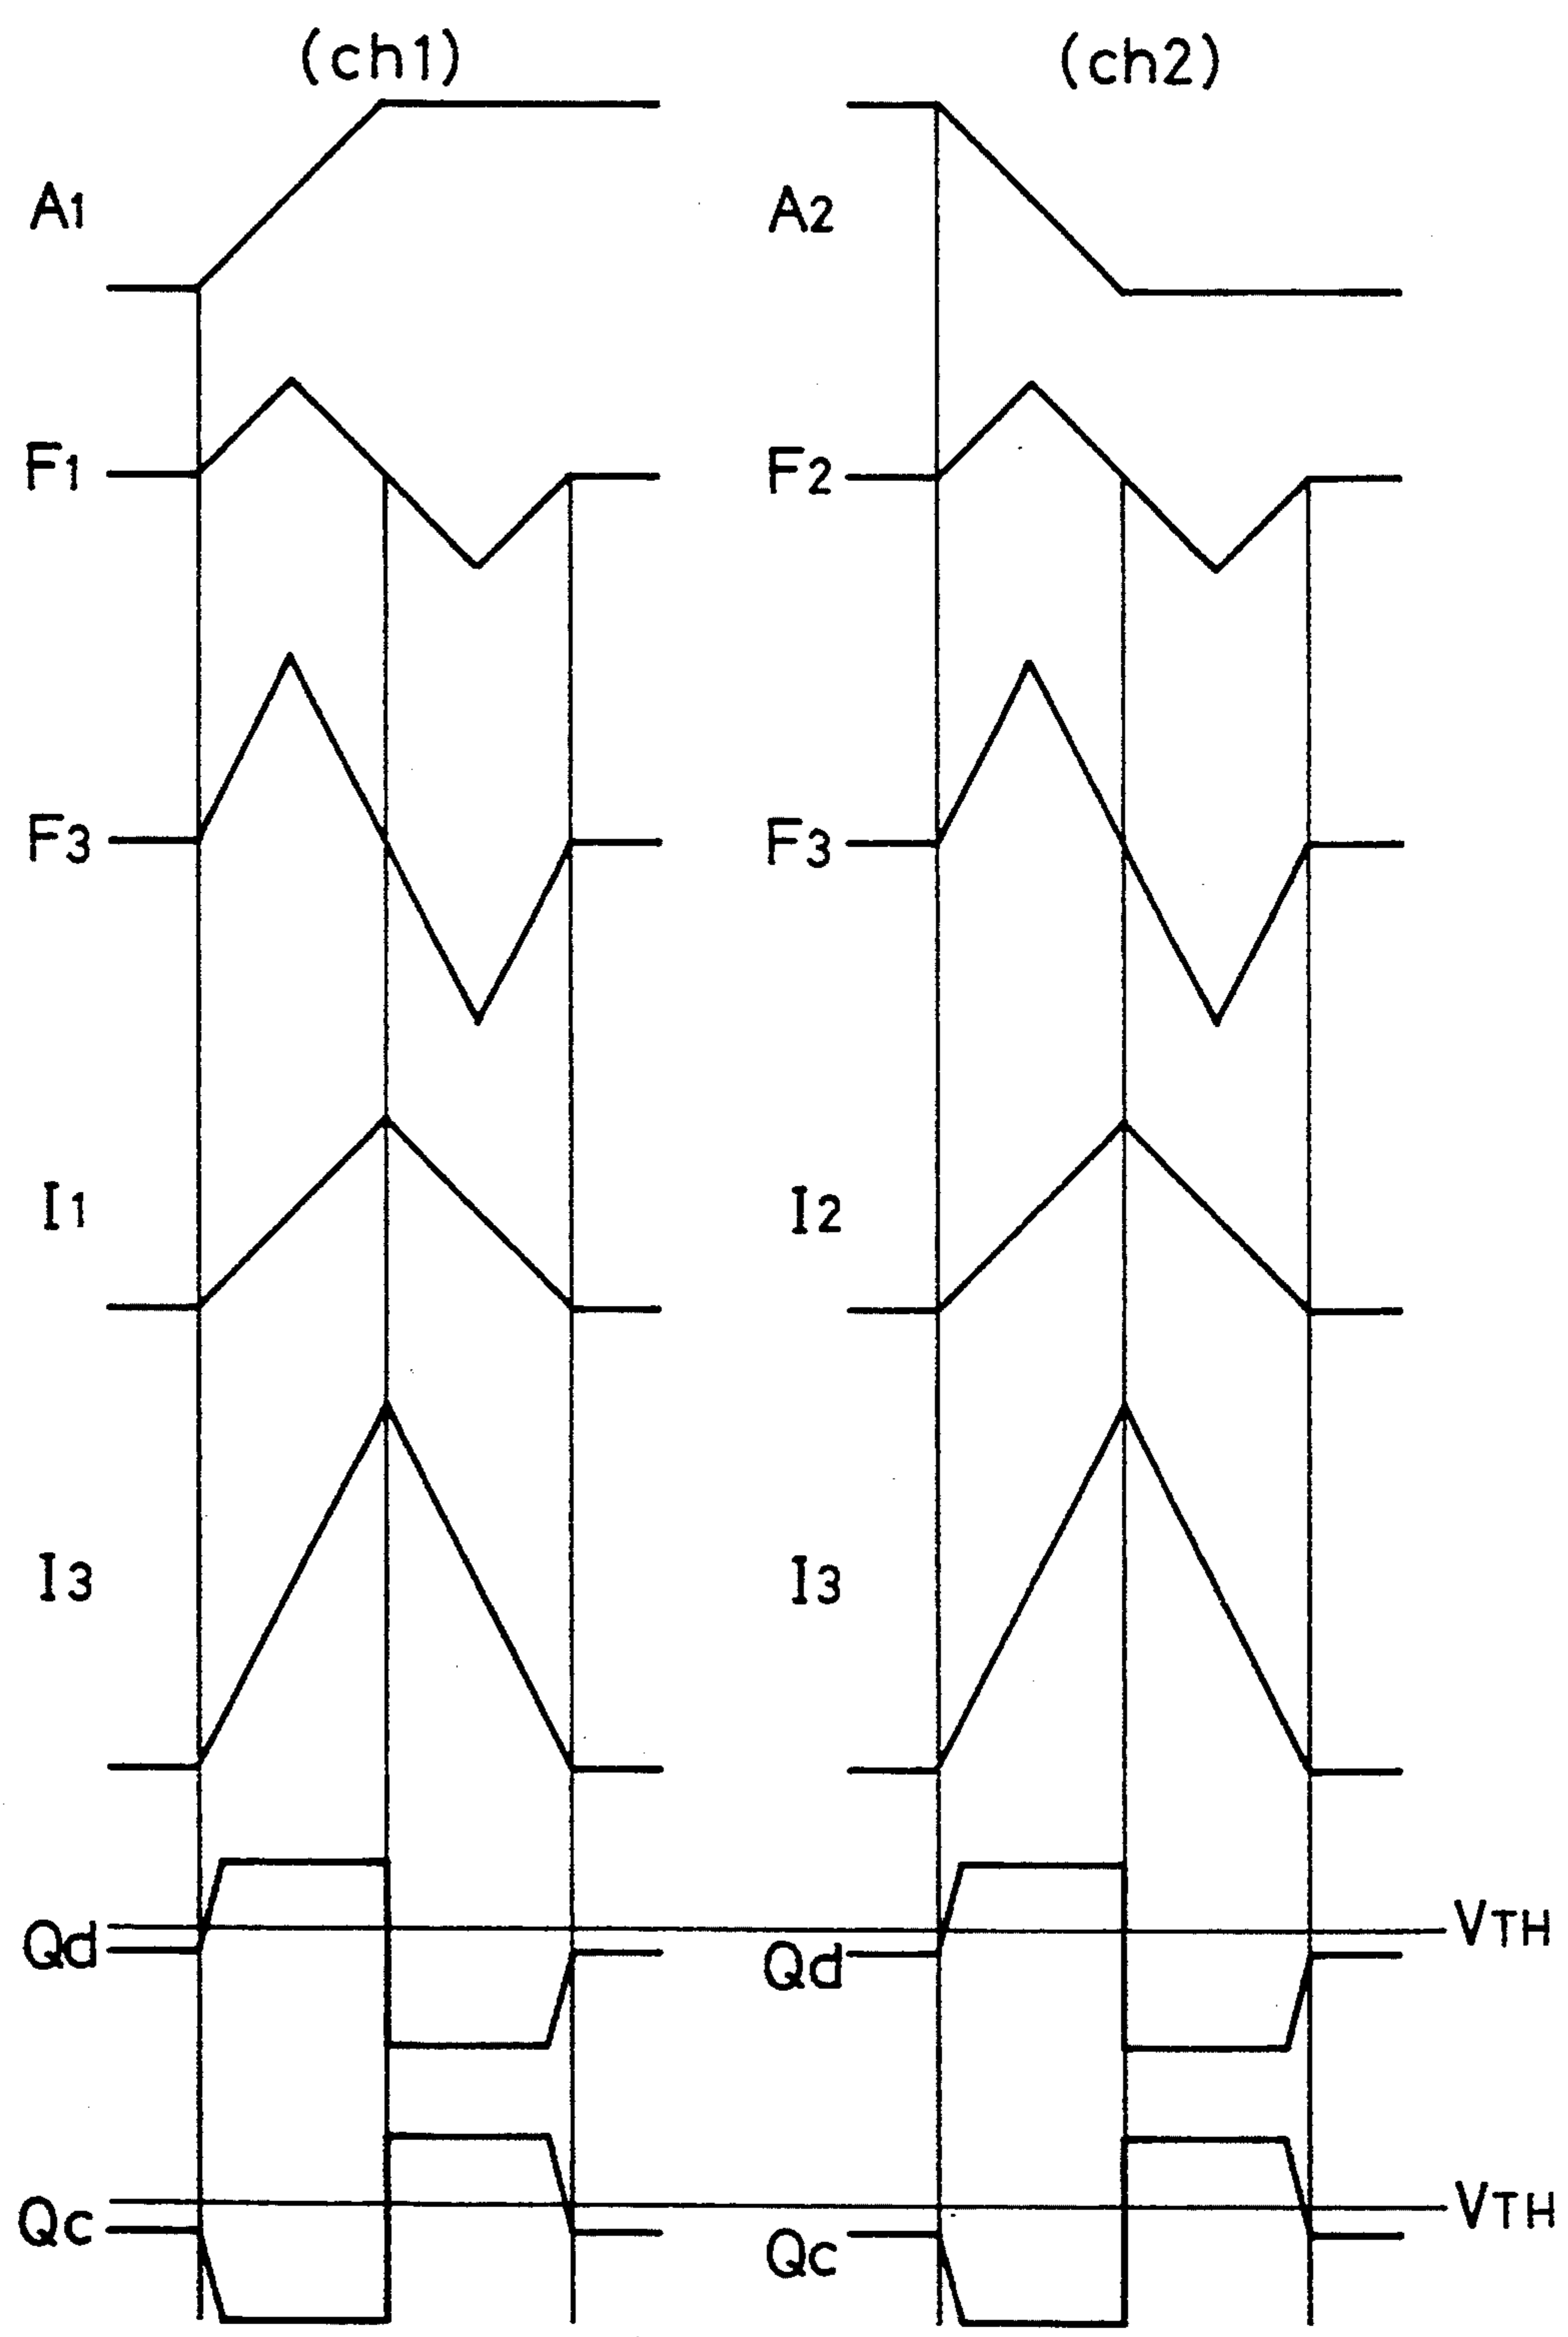 (ch1) (ch2)
A1 A2
F1 F2
F3 F3
I1 I2
I3 I3
Qd Qd VTH
Qc Qc VTH